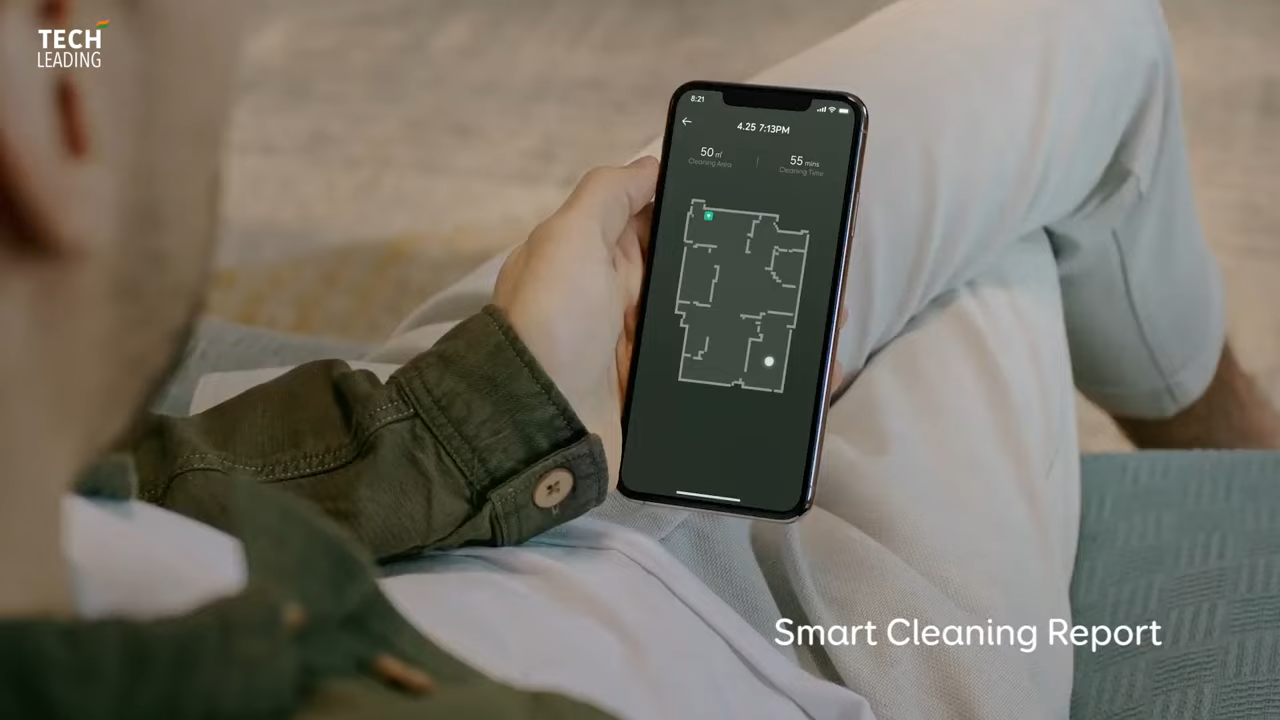 TECH
LEADING
8:21
4.25 7:13PM
50 ㎡
Cleaning Area
55 mins
Cleaning Time
Smart Cleaning Report